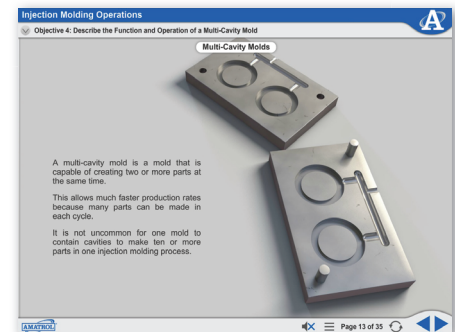 Injection Molding Operations
A
Objective 4: Describe the Function and Operation of a Multi-Cavity Mold
Multi-Cavity Molds
A multi-cavity mold is a mold that is
capable of creating two or more parts at
the same time.
This allows much faster production rates
because many parts can be made in
each cycle.
It is not uncommon for one mold to
contain cavities to make ten or more
parts in one injection molding process.
AMATROL
Page 13 of 35